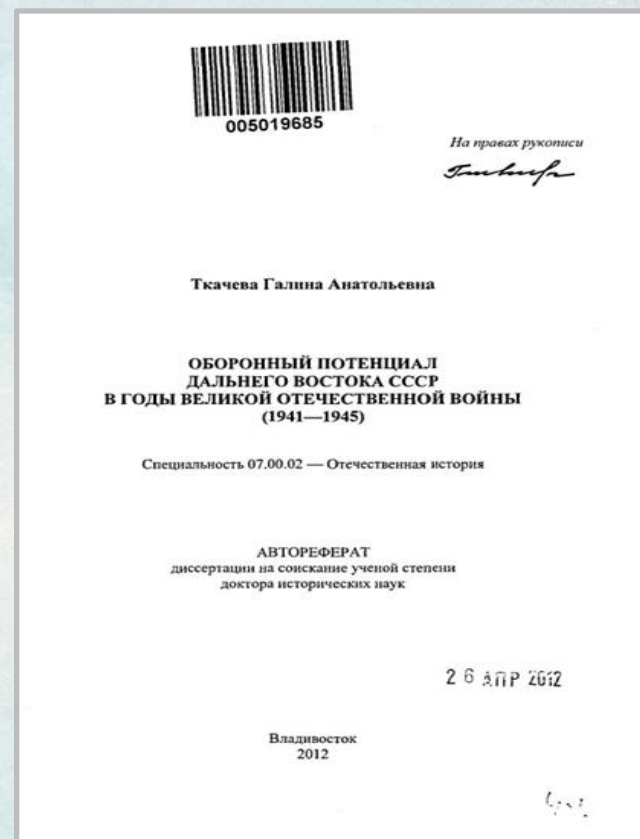 005019685
На правах рукописи
Ткачева Галина Анатольевна
ОБОРОННЫЙ ПОТЕНЦИАЛ
ДАЛЬНЕГО ВОСТОКА СССР
В ГОДЫ ВЕЛИКОЙ ОТЕЧЕСТВЕННОЙ ВОЙНЫ
(1941—1945)
Специальность 07.00.02 — Отечественная история
АВТОРЕФЕРАТ
диссертации на соискание ученой степени
доктора исторических наук
2 6 АПР 2012
Владивосток
2012